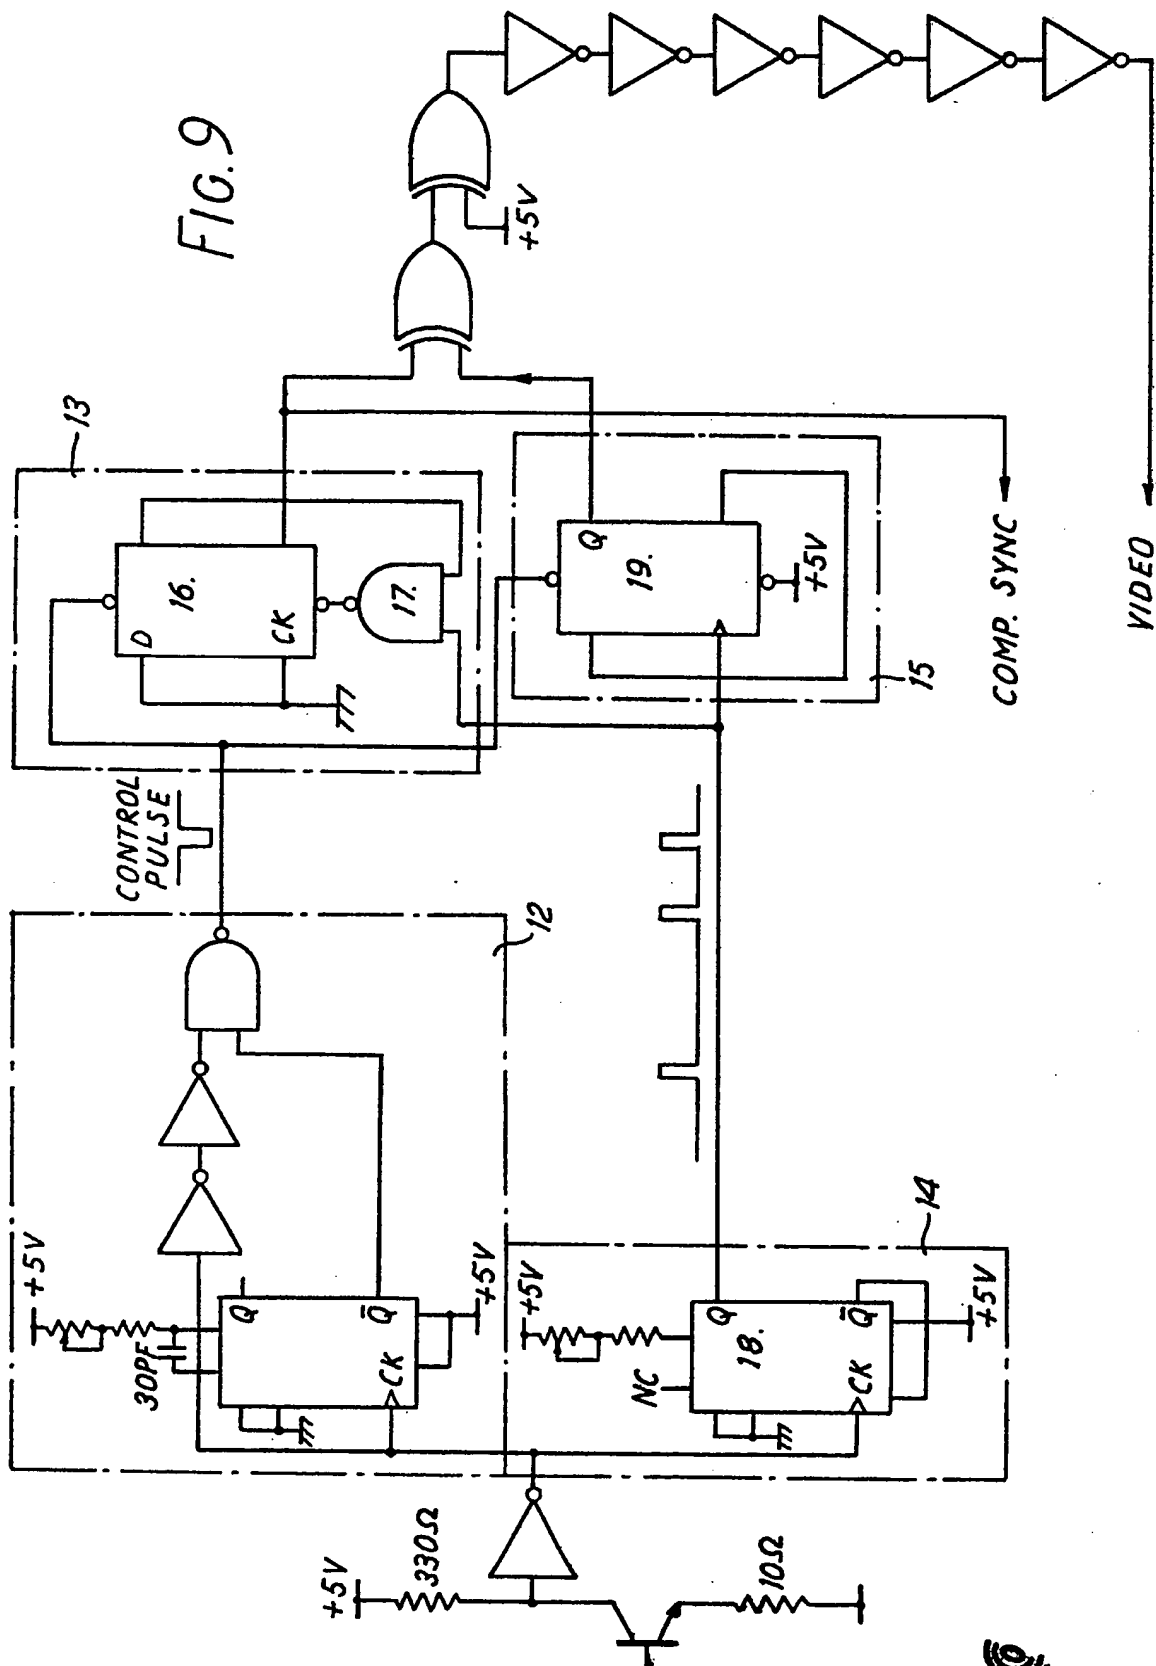 FIG. 9
+5V
13
16.
D
CK
17.
Q
19.
+5V
15
COMP. SYNC
VIDEO
CONTROL
PULSE
12
+5V
30PF
Q
Q̅
CK
+5V
14
+5V
NC
Q
18.
Q̅
CK
+5V
+5V
330Ω
10Ω